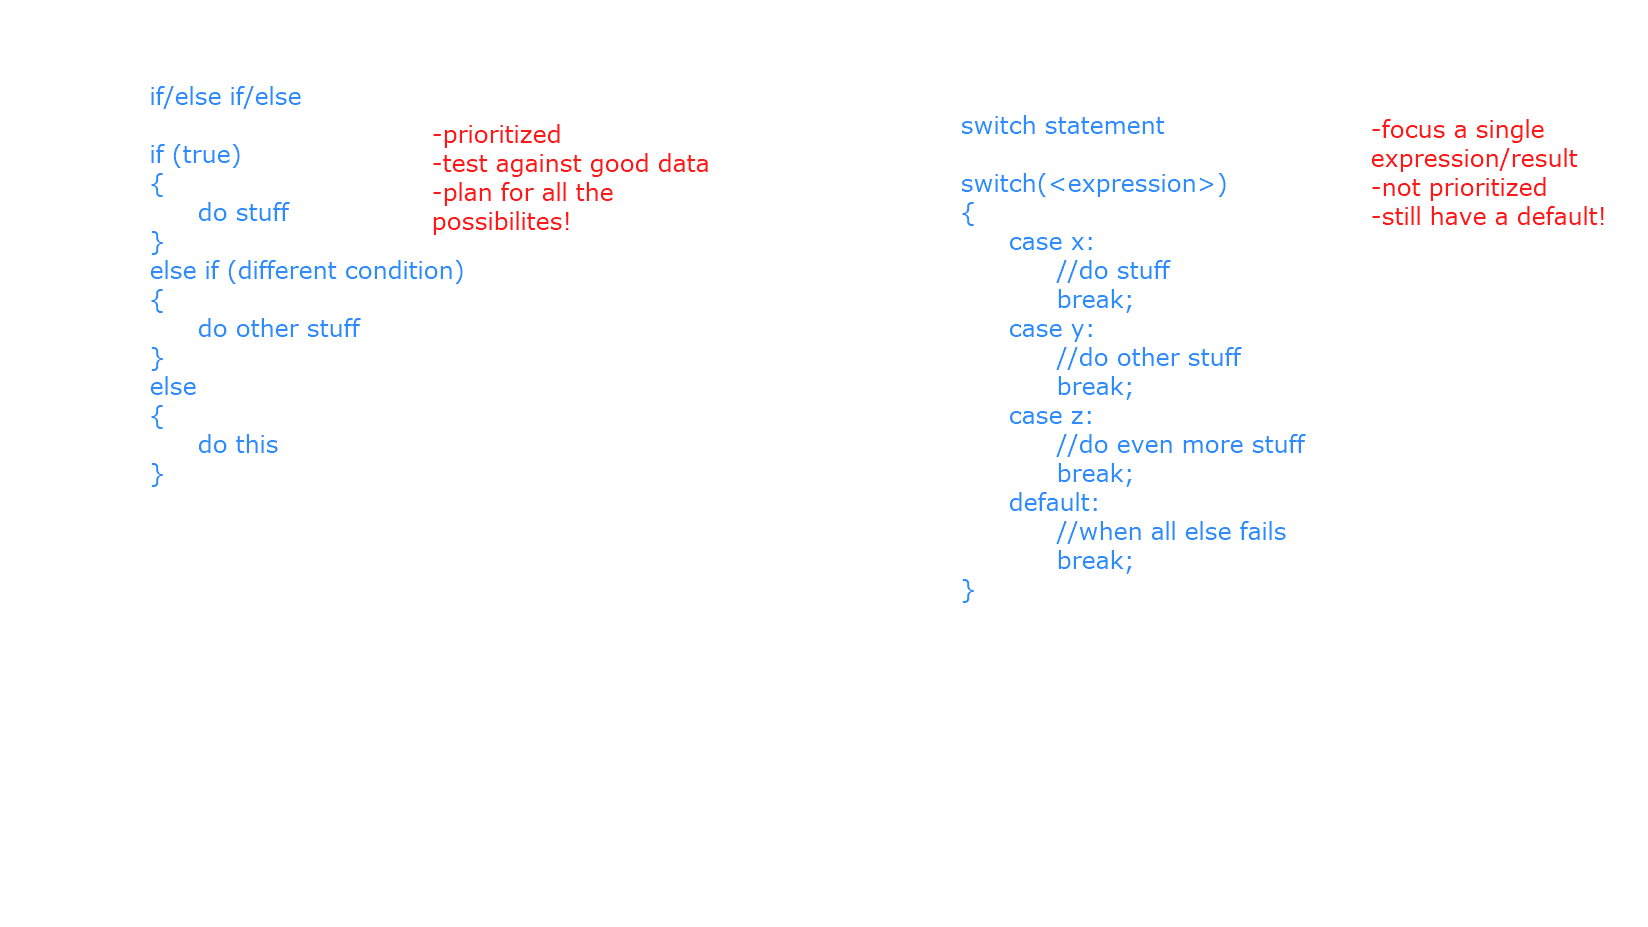 if/else if/else
if (true)
{
do stuff
}
else if (different condition)
{
do other stuff
}
else
{
do this
}
-prioritized
-test against good data
-plan for all the
possibilites!
switch statement
switch(<expression>)
{
case x:
//do stuff
break;
case y:
//do other stuff
break;
case z:
//do even more stuff
break;
default:
//when all else fails
break;
}
-focus a single
expression/result
-not prioritized
-still have a default!